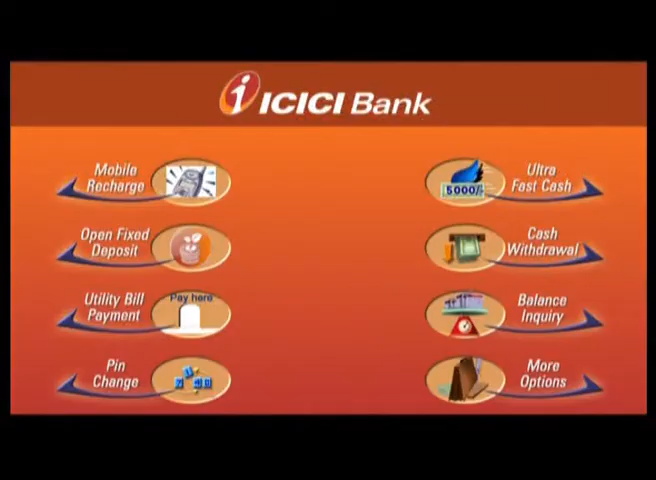 i ICICI Bank
Mobile
Recharge
Ultra
Fast Cash
5000/-
Open Fixed
Deposit
Cash
Withdrawal
Utility Bill
Payment
Pay here
Balance
Inquiry
Pin
Change
More
Options